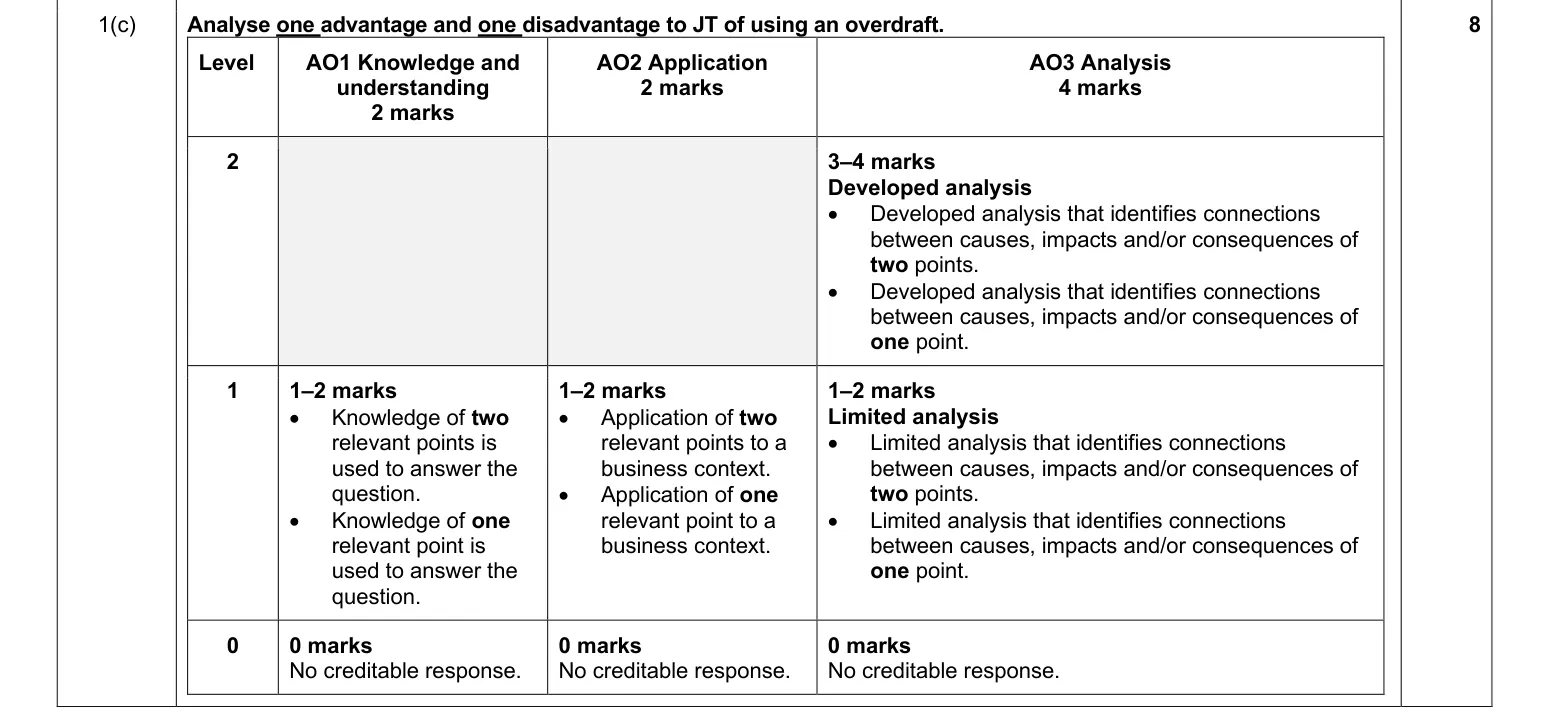 1(c)
Analyse one advantage and one disadvantage to JT of using an overdraft.
8
Level
AO1 Knowledge and
understanding
2 marks
AO2 Application
2 marks
AO3 Analysis
4 marks
2
3–4 marks
Developed analysis
• Developed analysis that identifies connections
between causes, impacts and/or consequences of
two points.
• Developed analysis that identifies connections
between causes, impacts and/or consequences of
one point.
1
1–2 marks
• Knowledge of two
relevant points is
used to answer the
question.
• Knowledge of one
relevant point is
used to answer the
question.
1–2 marks
• Application of two
relevant points to a
business context.
• Application of one
relevant point to a
business context.
1–2 marks
Limited analysis
• Limited analysis that identifies connections
between causes, impacts and/or consequences of
two points.
• Limited analysis that identifies connections
between causes, impacts and/or consequences of
one point.
0
0 marks
No creditable response.
0 marks
No creditable response.
0 marks
No creditable response.